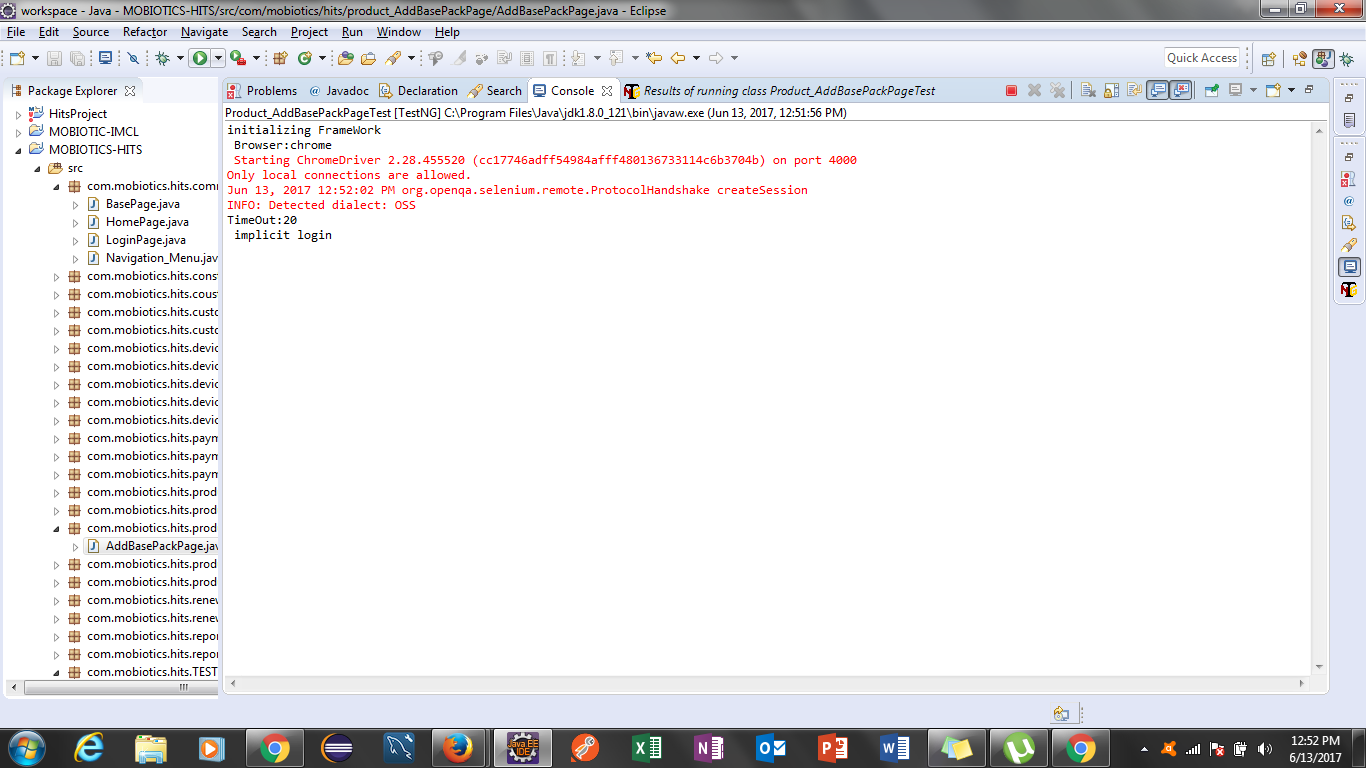 workspace - Java - MOBIOTICS-HITS/src/com/mobiotics/hits/product_AddBasePackPage/AddBasePackPage.java - Eclipse
File Edit Source Refactor Navigate Search Project Run Window Help
Quick Access
Package Explorer
HitsProject
MOBIOTIC-IMCL
MOBIOTICS-HITS
src
com.mobiotics.hits.comr
BasePage.java
HomePage.java
LoginPage.java
Navigation_Menu.jav
com.mobiotics.hits.cons
com.mobiotics.hits.cous
com.mobiotics.hits.custo
com.mobiotics.hits.custo
com.mobiotics.hits.devic
com.mobiotics.hits.devic
com.mobiotics.hits.devic
com.mobiotics.hits.devic
com.mobiotics.hits.devic
com.mobiotics.hits.paym
com.mobiotics.hits.paym
com.mobiotics.hits.paym
com.mobiotics.hits.prod
com.mobiotics.hits.prod
com.mobiotics.hits.prod
AddBasePackPage.jav
com.mobiotics.hits.prod
com.mobiotics.hits.prod
com.mobiotics.hits.renev
com.mobiotics.hits.renev
com.mobiotics.hits.repor
com.mobiotics.hits.repor
com.mobiotics.hits.TEST
Problems @ Javadoc Declaration Search Console Results of running class Product_AddBasePackPageTest
Product_AddBasePackPageTest [TestNG] C:\Program Files\Java\jdk1.8.0_121\bin\javaw.exe (Jun 13, 2017, 12:51:56 PM)
initializing FrameWork
Browser:chrome
Starting ChromeDriver 2.28.455520 (cc17746adff54984afff480136733114c6b3704b) on port 4000
Only local connections are allowed.
Jun 13, 2017 12:52:02 PM org.openqa.selenium.remote.ProtocolHandshake createSession
INFO: Detected dialect: OSS
TimeOut:20
implicit login
Java EE
IDE
12:52 PM
6/13/2017